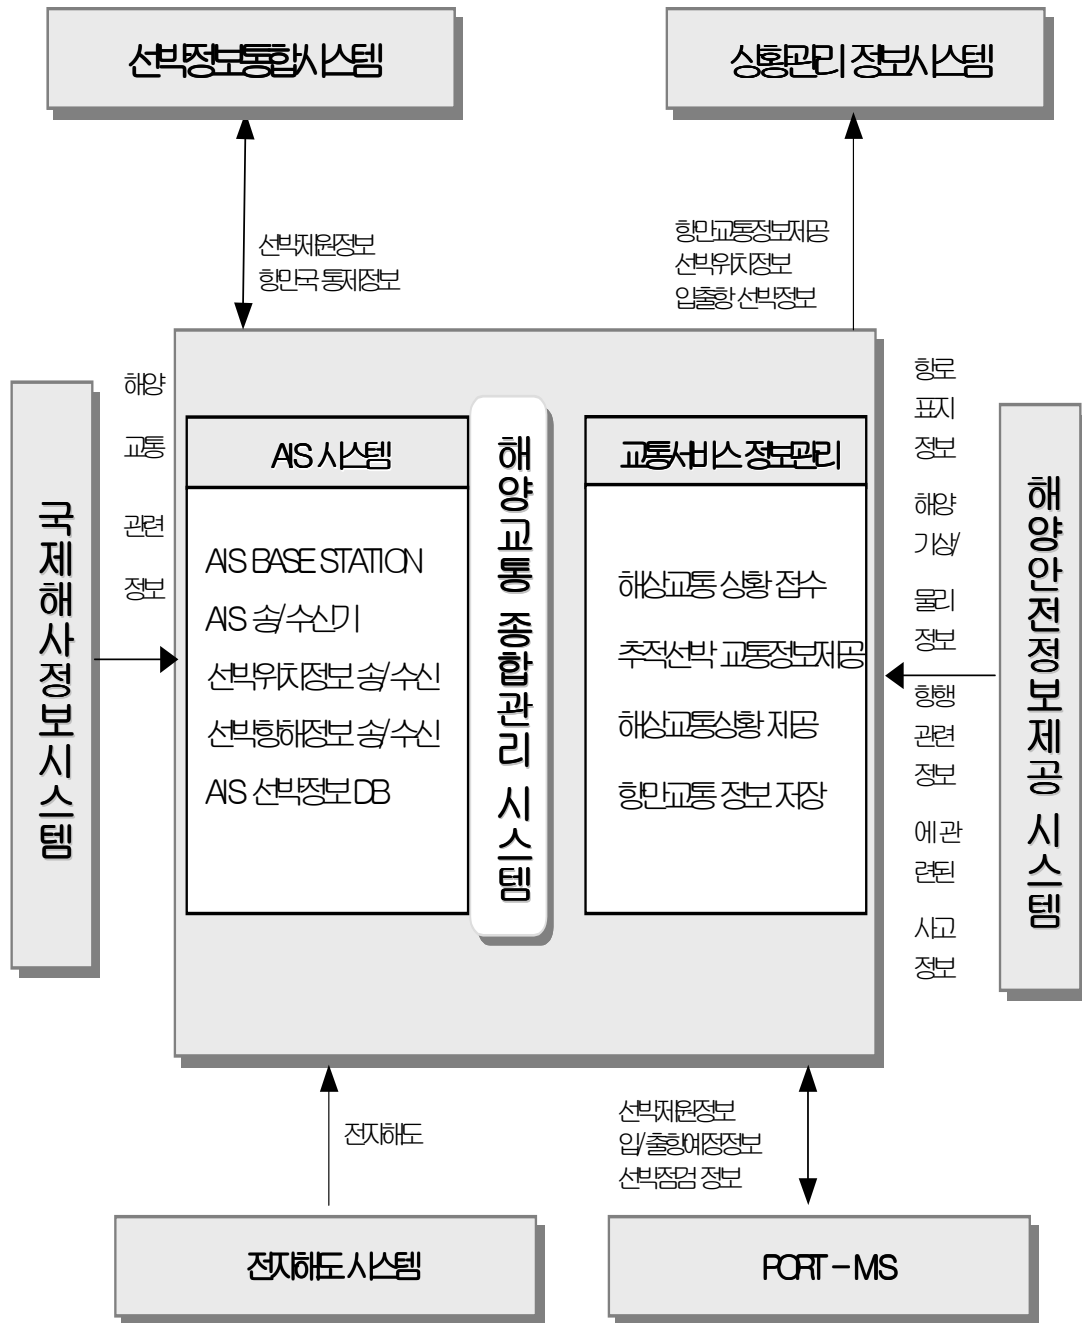 선박정보통합시스템
상황관리 정보시스템
선박제원정보
항만국 통제정보
항만교통정보제공
선박위치정보
입출항 선박정보
국제해사정보시스템
해양
교통
관련
정보
AIS 시스템
AIS BASE STATION
AIS 송/수신기
선박위치정보 송/수신
선박항해정보 송/수신
AIS 선박정보 DB
해양교통 종합관리 시스템
교통서비스 정보관리
해상교통 상황 접수
추적선박 교통정보제공
해상교통상황 제공
항만교통 정보 저장
항로
표지
정보
해양
기상/
물리
정보
항행
관련
정보
에 관
련된
사고
정보
해양안전정보제공 시스템
전자해도
선박제원정보
입/출항예정정보
선박점검 정보
전자해도 시스템
PORT - MS